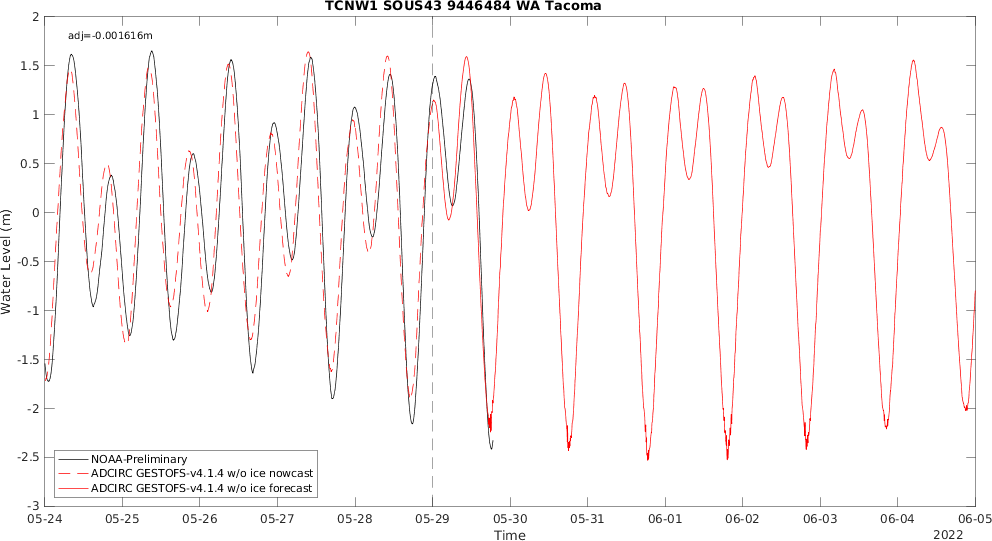 TCNW1 SOUS43 9446484 WA Tacoma
adj=-0.001616m
2
1.5
1
0.5
0
-0.5
-1
-1.5
-2
-2.5
-3
Water Level (m)
NOAA-Preliminary
ADCIRC GESTOFS-v4.1.4 w/o ice nowcast
ADCIRC GESTOFS-v4.1.4 w/o ice forecast
05-24 05-25 05-26 05-27 05-28 05-29 05-30 05-31 06-01 06-02 06-03 06-04 06-05
Time
2022